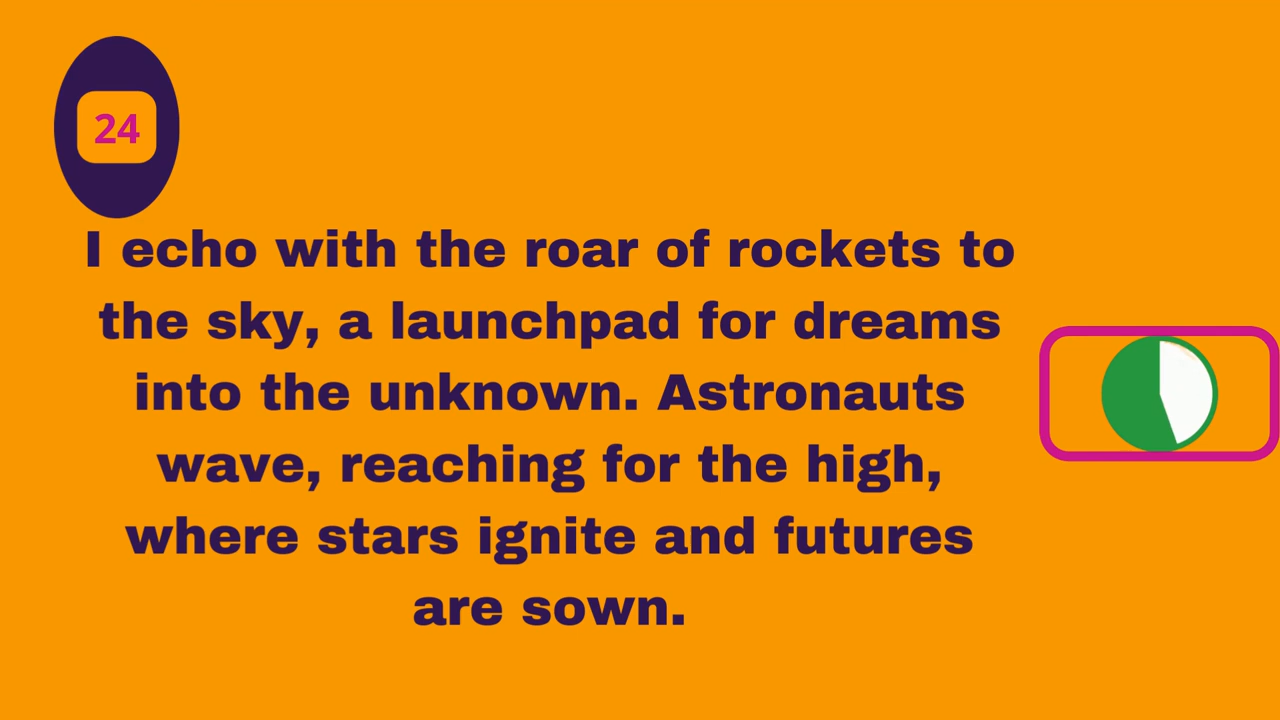 24
I echo with the roar of rockets to
the sky, a launchpad for dreams
into the unknown. Astronauts
wave, reaching for the high,
where stars ignite and futures
are sown.